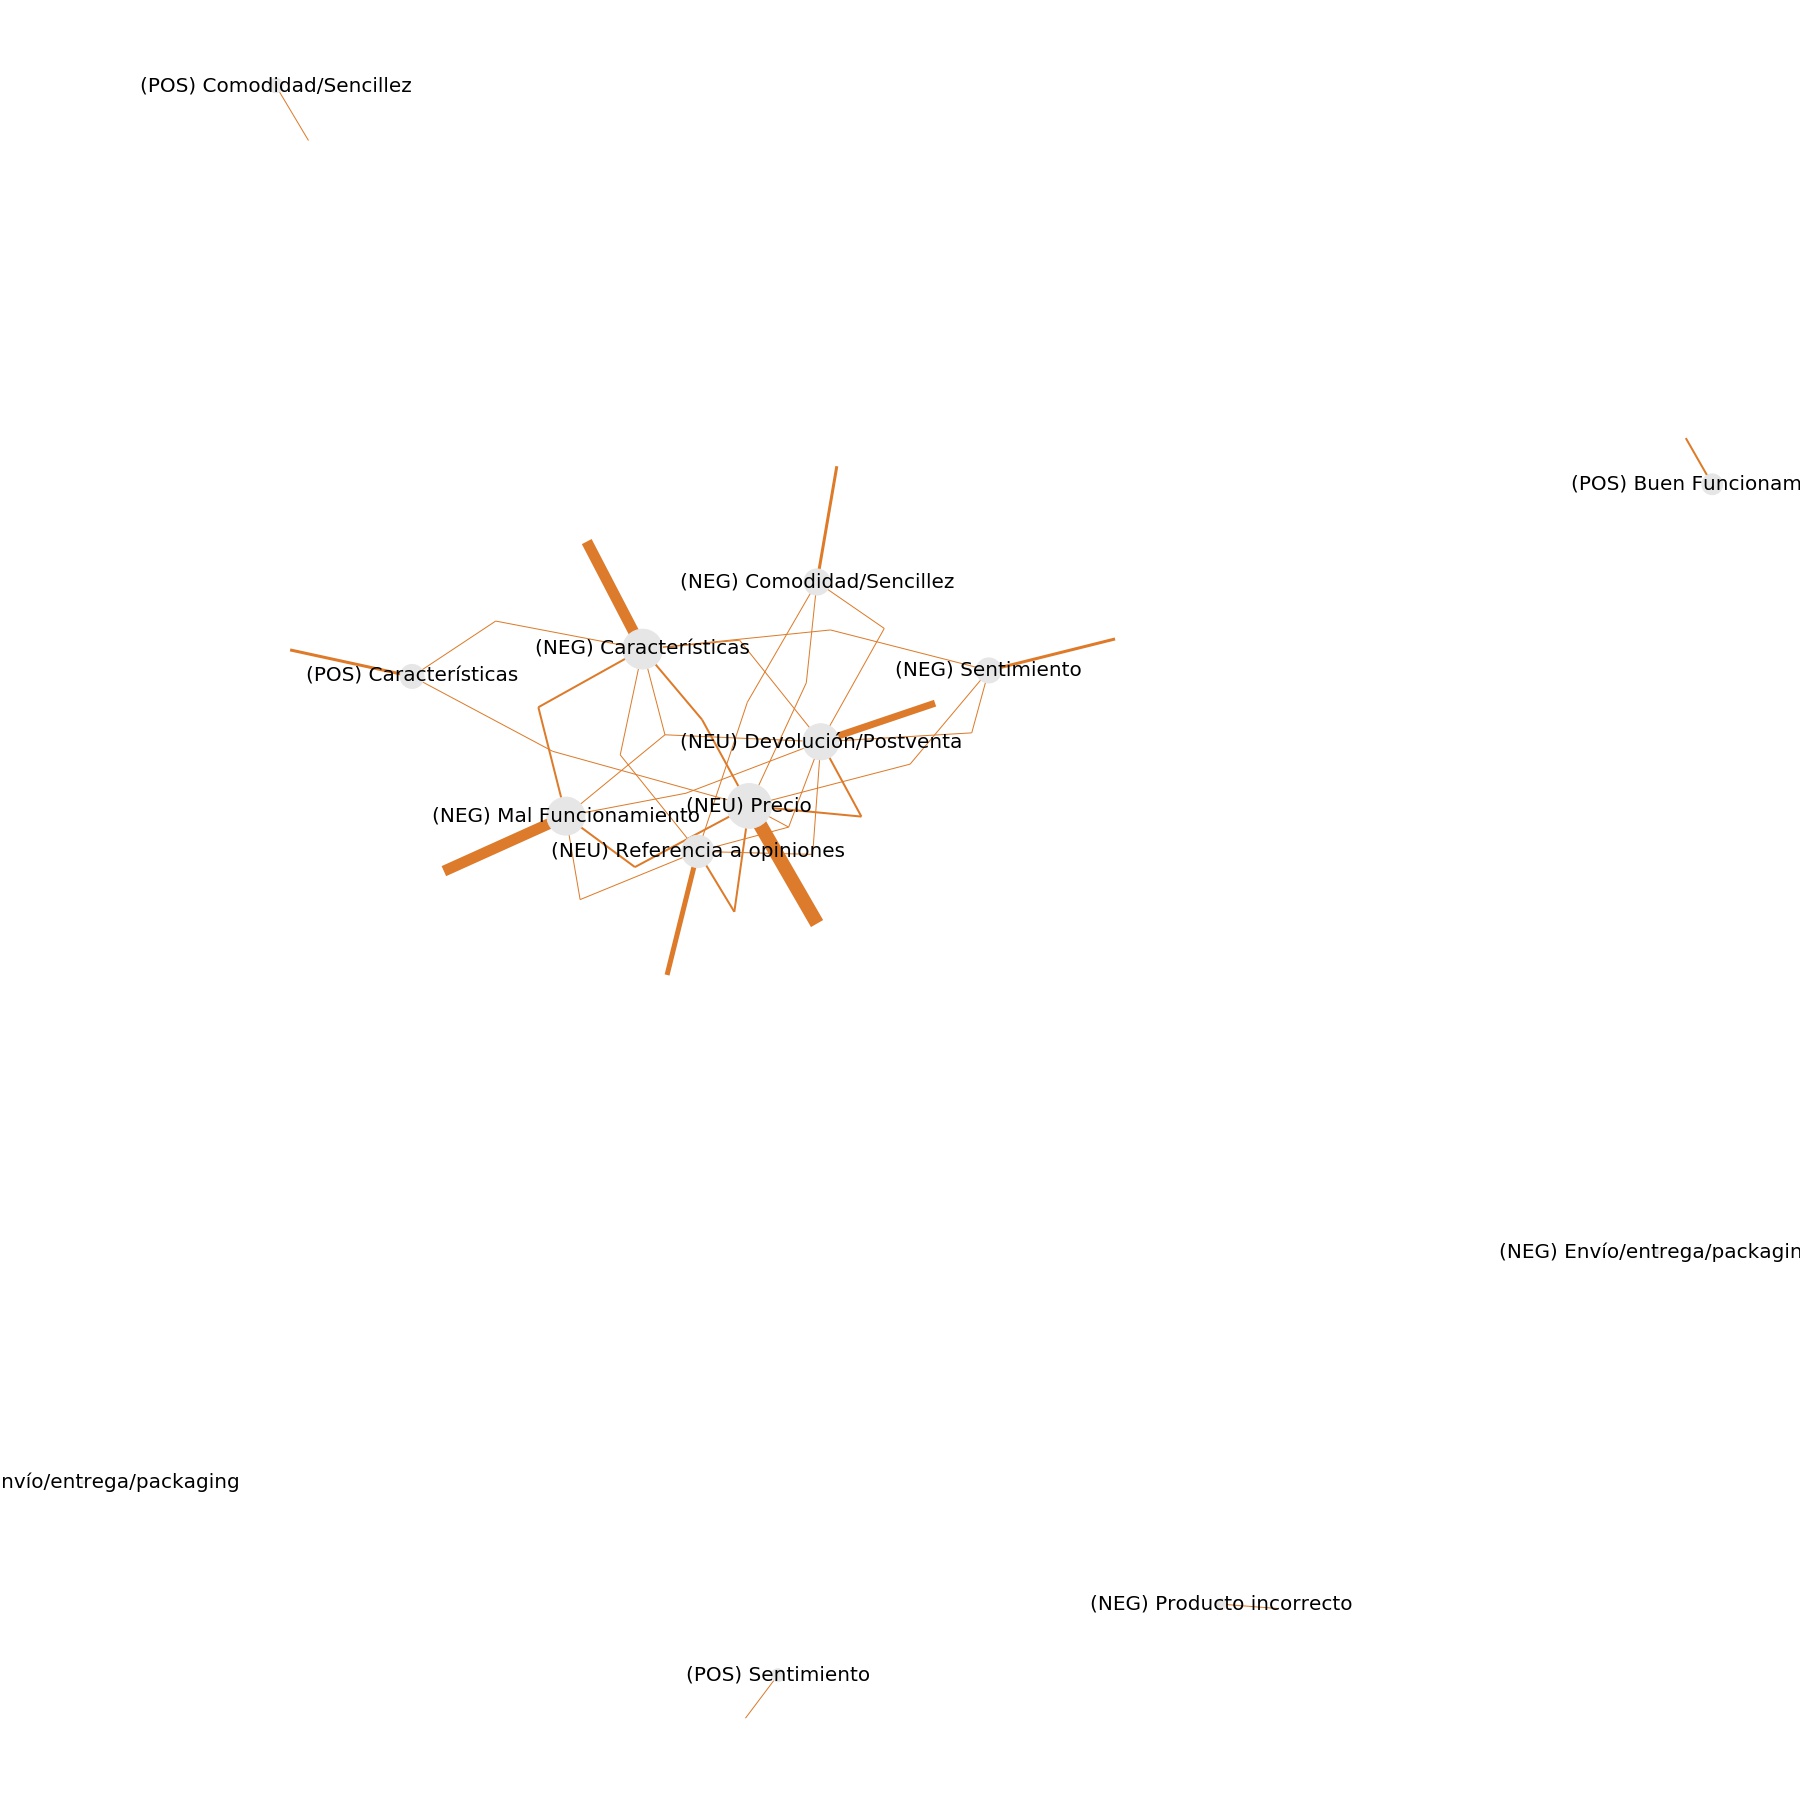 (POS) Comodidad/Sencillez
(POS) Buen Funcionam
(NEG) Comodidad/Sencillez
(NEG) Características
(NEG) Sentimiento
(POS) Características
(NEU) Devolución/Postventa
(NEU) Precio
(NEG) Mal Funcionamiento
(NEU) Referencia a opiniones
(NEG) Envío/entrega/packagin
nvío/entrega/packaging
(NEG) Producto incorrecto
(POS) Sentimiento